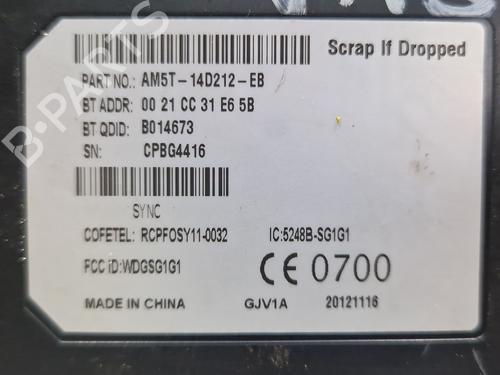 Scrap If Dropped
PART NO.: AM5T-14D212-EB
BT ADDR: 00 21 CC 31 E6 5B
BT QDID: B014673
SN: CPBG4416
SYNC
COFETEL: RCPFOSY11-0032 IC:5248B-SG1G1
FCC iD:WDGSG1G1 CE 0700
MADE IN CHINA GJV1A 20121116
B-PARTS